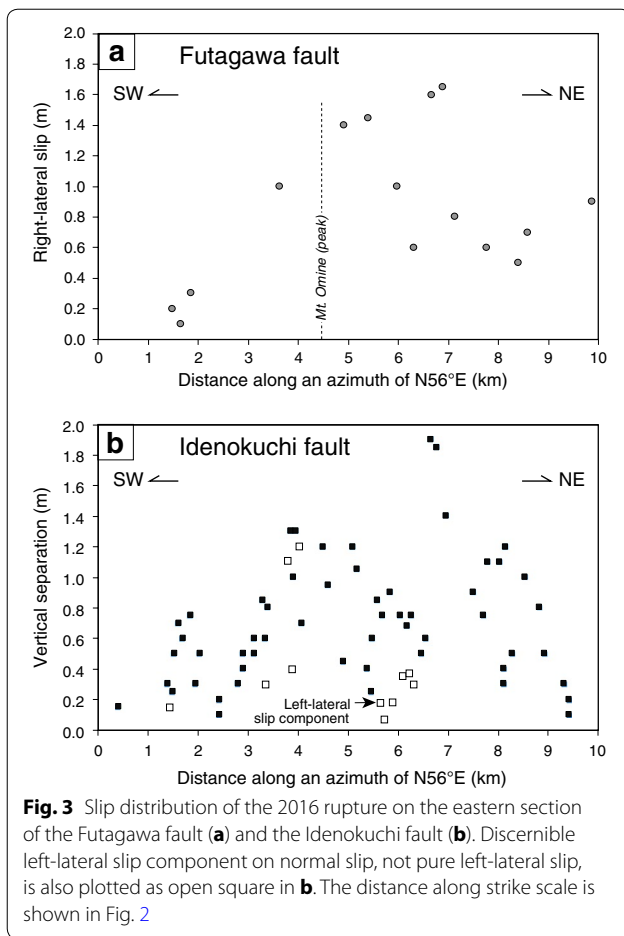 a
Futagawa fault
SW
NE
Right-lateral slip (m)
2.0
1.8
1.6
1.4
1.2
1.0
0.8
0.6
0.4
0.2
0.0
Mt. Omine (peak)
0 1 2 3 4 5 6 7 8 9 10
Distance along an azimuth of N56°E (km)
b
Idenokuchi fault
SW
NE
Vertical separation (m)
2.0
1.8
1.6
1.4
1.2
1.0
0.8
0.6
0.4
0.2
0.0
Left-lateral
slip component
0 1 2 3 4 5 6 7 8 9 10
Distance along an azimuth of N56°E (km)
Fig. 3 Slip distribution of the 2016 rupture on the eastern section
of the Futagawa fault (a) and the Idenokuchi fault (b). Discernible
left-lateral slip component on normal slip, not pure left-lateral slip,
is also plotted as open square in b. The distance along strike scale is
shown in Fig. 2